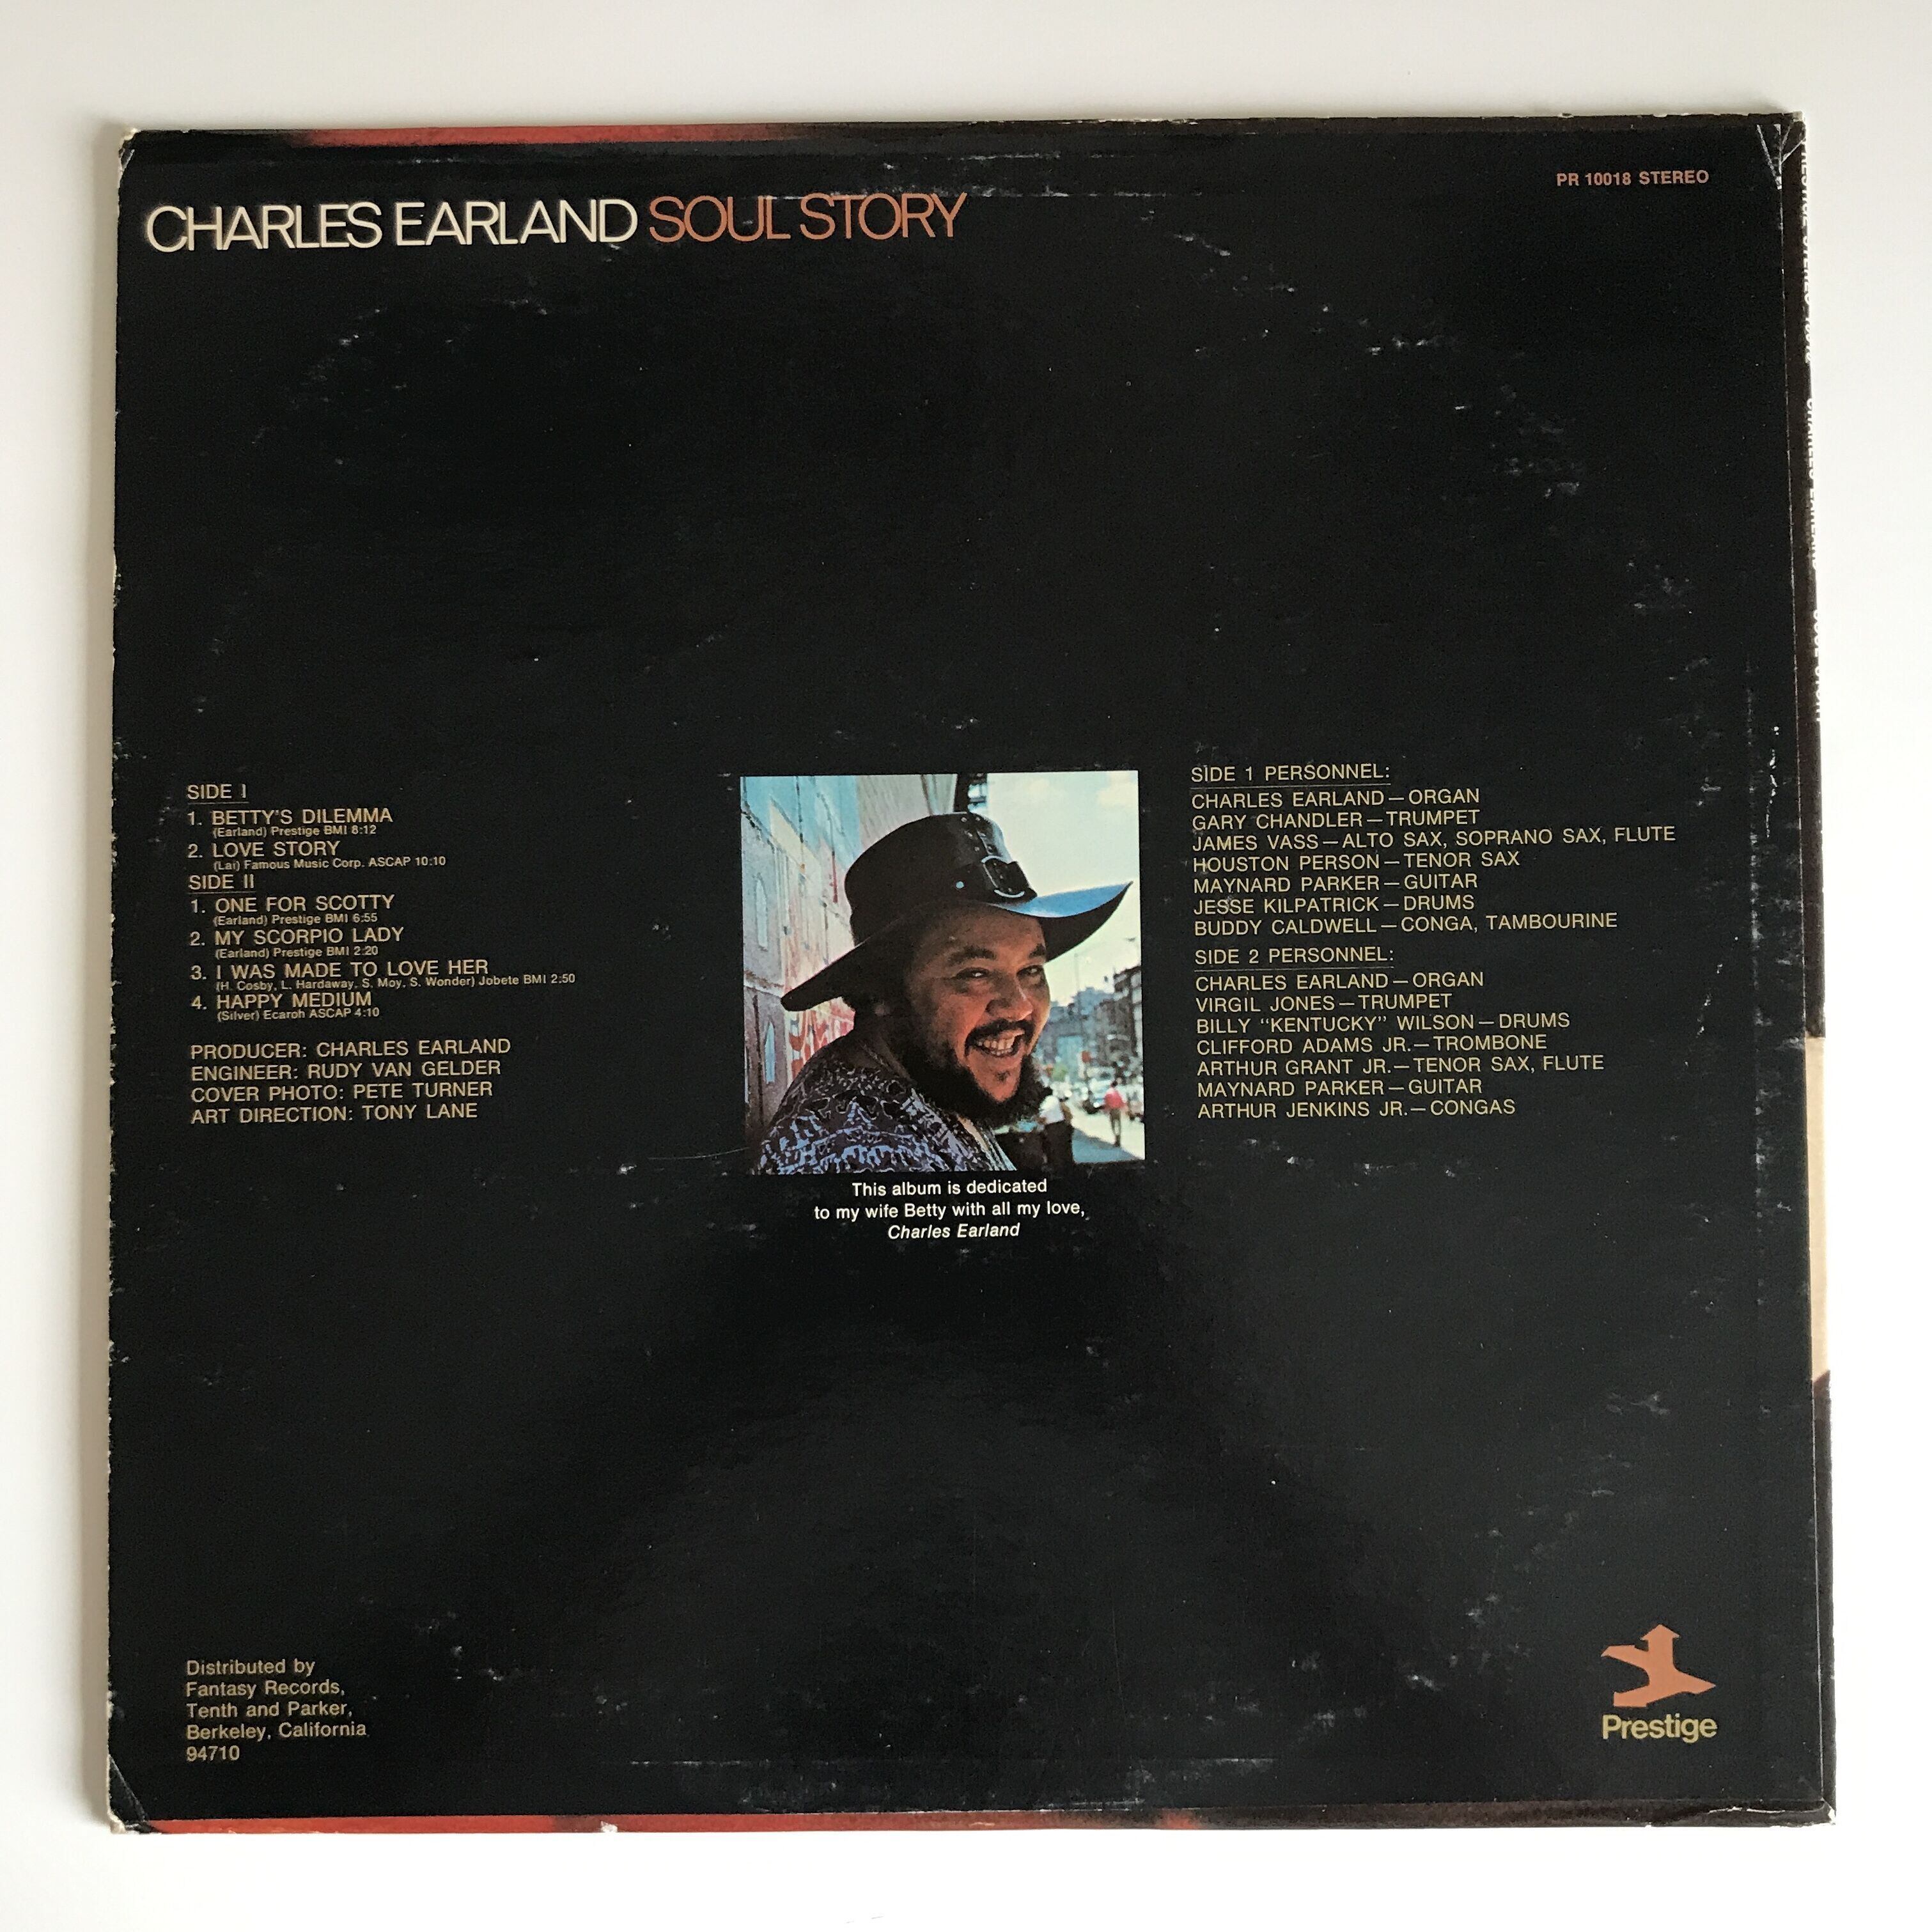 CHARLES EARLAND SOUL STORY
PR 10018 STEREO
SIDE I
1. BETTY'S DILEMMA
(Earland) Prestige BMI 8:12
2. LOVE STORY
(Lai) Famous Music Corp. ASCAP 10:10
SIDE II
1. ONE FOR SCOTTY
(Earland) Prestige BMI 6:55
2. MY SCORPIO LADY
(Earland) Prestige BMI 2:20
3. I WAS MADE TO LOVE HER
(H. Cosby, L. Hardaway, S. Moy, S. Wonder) Jobete BMI 2:50
4. HAPPY MEDIUM
(Silver) Ecaroh ASCAP 4:10
PRODUCER: CHARLES EARLAND
ENGINEER: RUDY VAN GELDER
COVER PHOTO: PETE TURNER
ART DIRECTION: TONY LANE
This album is dedicated
to my wife Betty with all my love,
Charles Earland
SIDE 1 PERSONNEL:
CHARLES EARLAND—ORGAN
GARY CHANDLER—TRUMPET
JAMES VASS—ALTO SAX, SOPRANO SAX, FLUTE
HOUSTON PERSON—TENOR SAX
MAYNARD PARKER—GUITAR
JESSE KILPATRICK—DRUMS
BUDDY CALDWELL—CONGA, TAMBOURINE
SIDE 2 PERSONNEL:
CHARLES EARLAND—ORGAN
VIRGIL JONES—TRUMPET
BILLY “KENTUCKY” WILSON—DRUMS
CLIFFORD ADAMS JR.—TROMBONE
ARTHUR GRANT JR.—TENOR SAX, FLUTE
MAYNARD PARKER—GUITAR
ARTHUR JENKINS JR.—CONGAS
Distributed by
Fantasy Records,
Tenth and Parker,
Berkeley, California
94710
Prestige